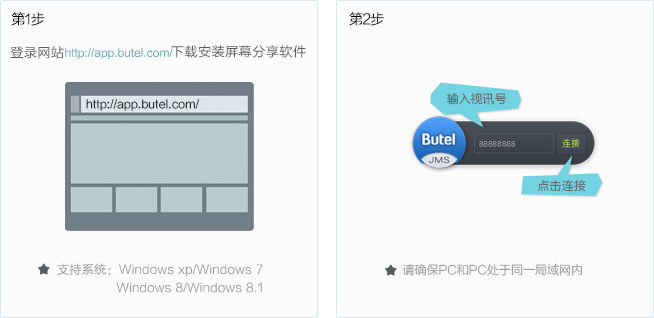 第1步
登录网站http://app.butel.com/下载安装屏幕分享软件
http://app.butel.com/
支持系统：Windows xp/Windows 7
Windows 8/Windows 8.1
第2步
输入视讯号
Butel
JMS
88888888
连接
点击连接
请确保PC和PC处于同一局域网内